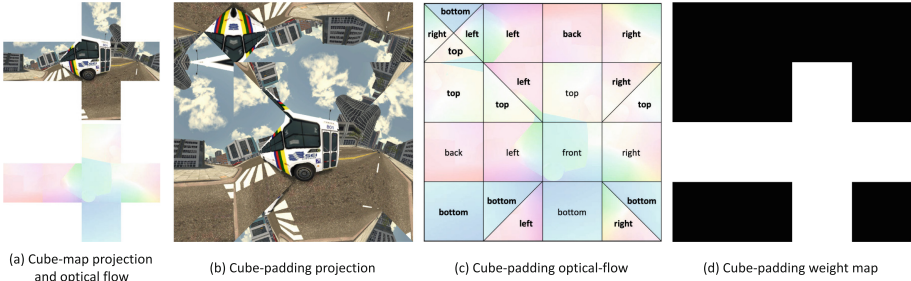 bottom
right
left
top
left
back
right
top
left
top
top
right
top
back
left
front
right
bottom
bottom
left
bottom
bottom
right
(a) Cube-map projection
and optical flow
(b) Cube-padding projection
(c) Cube-padding optical-flow
(d) Cube-padding weight map